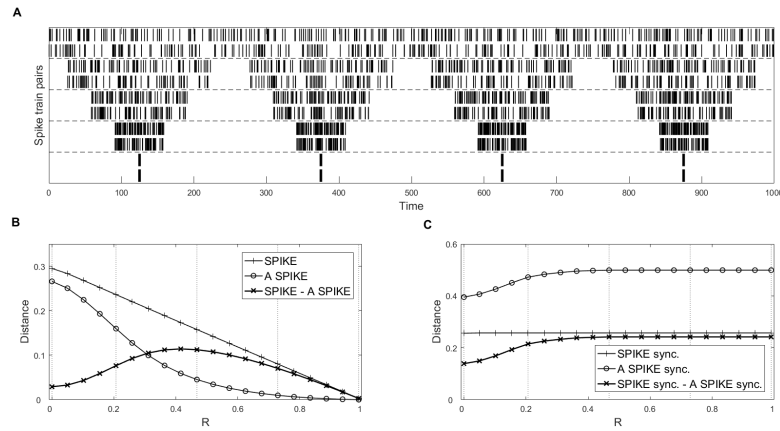 A
Spike train pairs
0 100 200 300 400 500 600 700 800 900 1000
Time
B
Distance
0.3
0.2
0.1
0
SPIKE
A SPIKE
SPIKE - A SPIKE
0 0.2 0.4 0.6 0.8 1
R
C
Distance
0.6
0.4
0.2
0
SPIKE sync.
A SPIKE sync.
SPIKE sync. - A SPIKE sync.
0 0.2 0.4 0.6 0.8 1
R